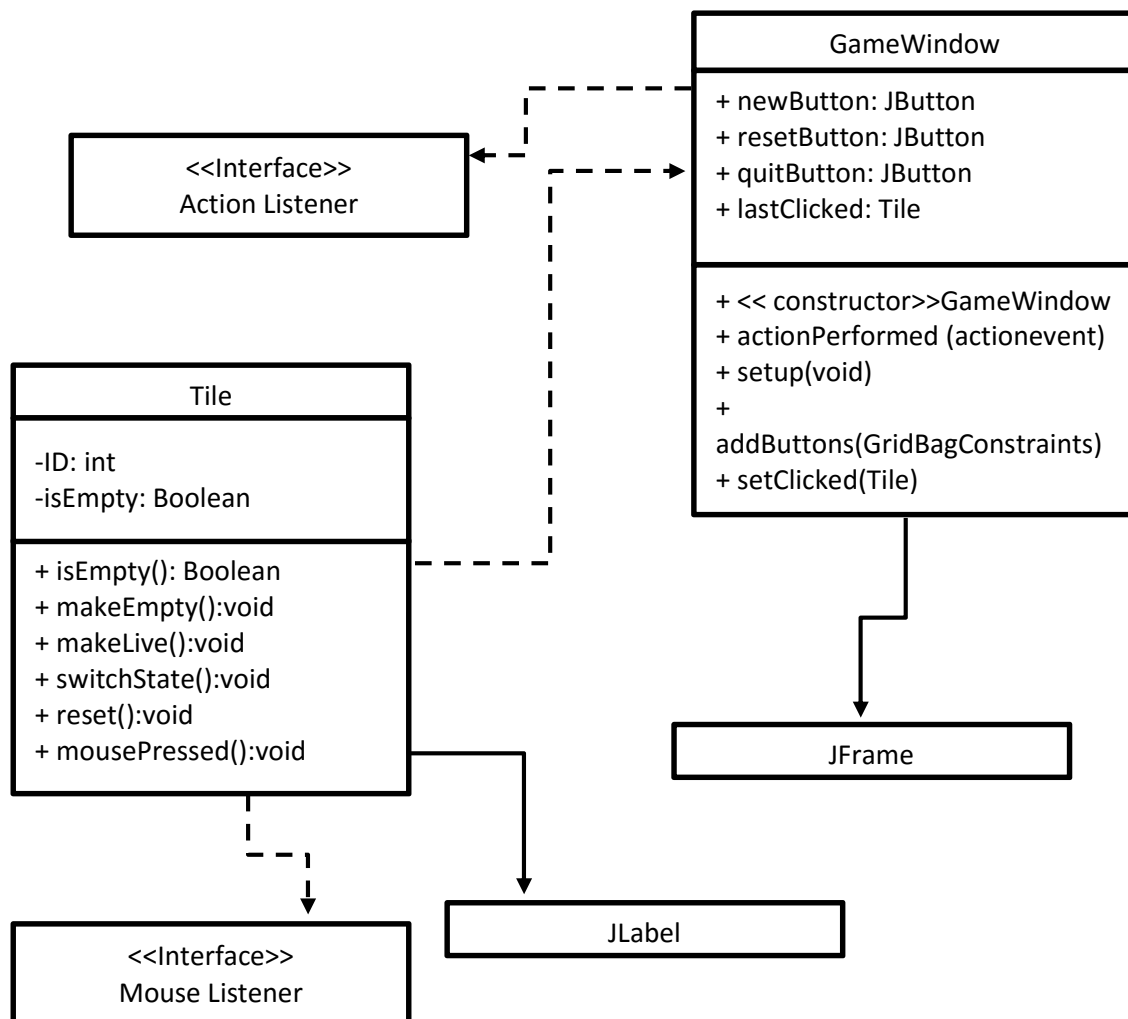 GameWindow
+ newButton: JButton
+ resetButton: JButton
+ quitButton: JButton
+ lastClicked: Tile
+ << constructor>>GameWindow
+ actionPerformed (actionevent)
+ setup(void)
+
addButtons(GridBagConstraints)
+ setClicked(Tile)
<<Interface>>
Action Listener
Tile
-ID: int
-isEmpty: Boolean
+ isEmpty(): Boolean
+ makeEmpty():void
+ makeLive():void
+ switchState():void
+ reset():void
+ mousePressed():void
JFrame
JLabel
<<Interface>>
Mouse Listener